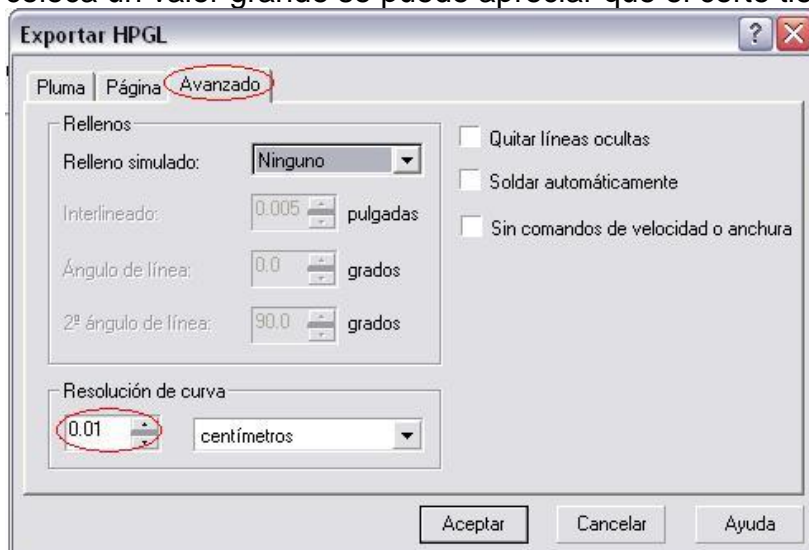 coloca un valor grande se puede apreciar que el corte
Exportar HPGL
Pluma Página Avanzado
Rellenos
Relleno simulado: Ninguno
Interlineado: 0.005 pulgadas
Ángulo de línea: 0.0 grados
2º ángulo de línea: 90.0 grados
Quitar líneas ocultas
Soldar automáticamente
Sin comandos de velocidad o anchura
Resolución de curva
0.01 centímetros
Aceptar Cancelar Ayuda